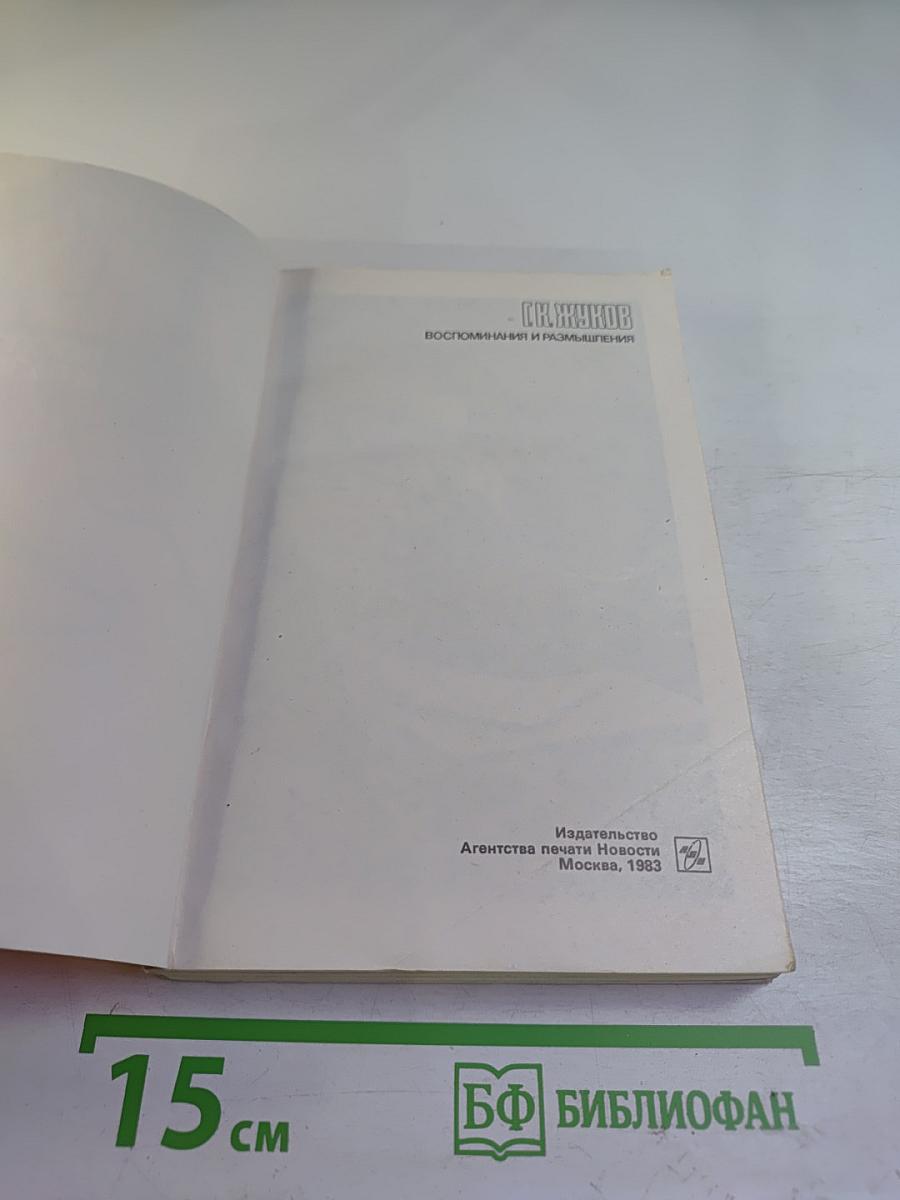 Г.К. ЖУКОВ
ВОСПОМИНАНИЯ И РАЗМЫШЛЕНИЯ
Издательство
Агентства печати Новости
Москва, 1983
15 см
БФ БИБЛИОФАН